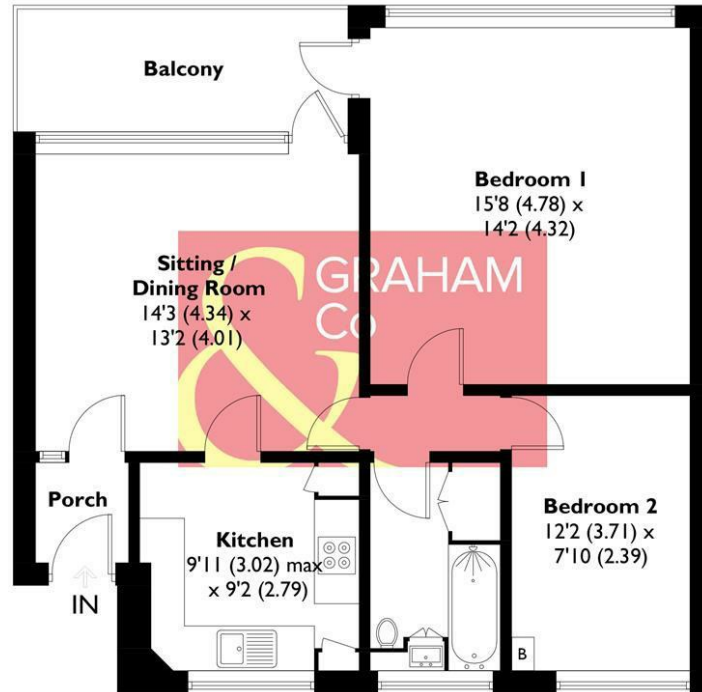 Balcony
Bedroom 1
15'8 (4.78) x
14'2 (4.32)
Sitting /
Dining Room
14'3 (4.34) x
13'2 (4.01)
& GRAHAM
Co
Porch
IN
Kitchen
9'11 (3.02) max
x 9'2 (2.79)
Bedroom 2
12'2 (3.71) x
7'10 (2.39)
B